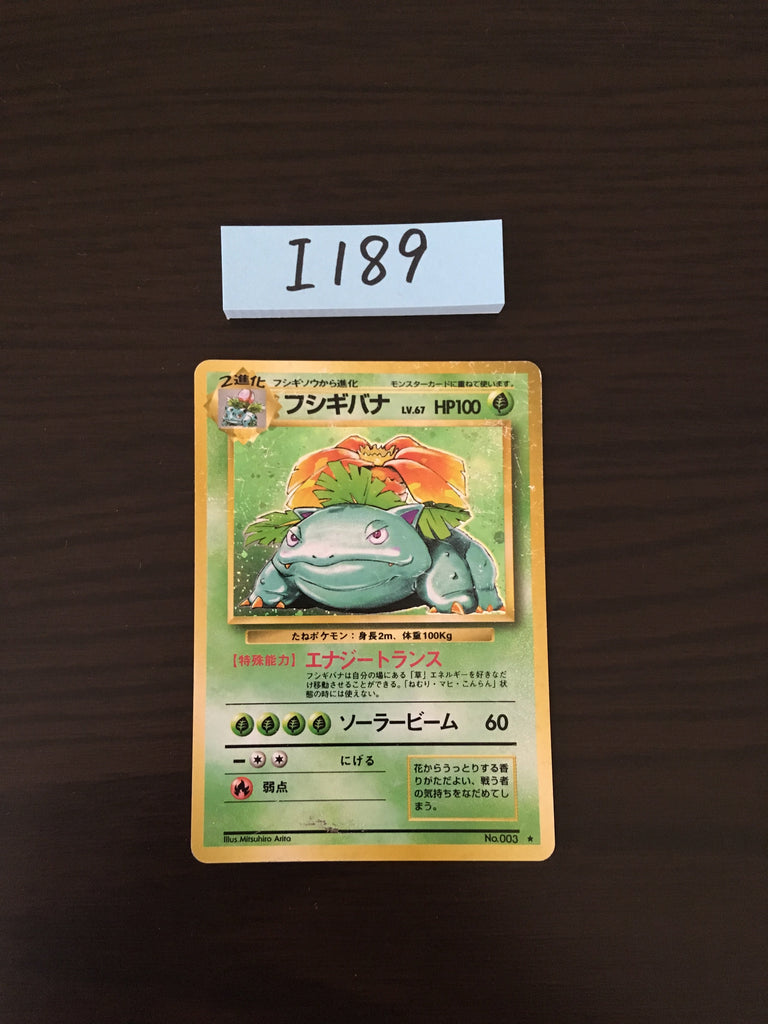 I 189
2進化 フシギソウから進化 モンスターカードに重ねて使います。
フシギバナ LV.67 HP100
たねポケモン：身長2m、体重100Kg
【特殊能力】エナジートランス
フシギバナは自分の場にある「草」エネルギーを好きなだ
け移動させることができる。「ねむり・マヒ・こんらん」状
態の時には使えない。
ソーラービーム 60
ー にげる
弱点
花からうっとりする香
りがただよい、戦う者
の気持ちをなだめてし
まう。
Illus.Mitsuhiro Arita No.003 ★